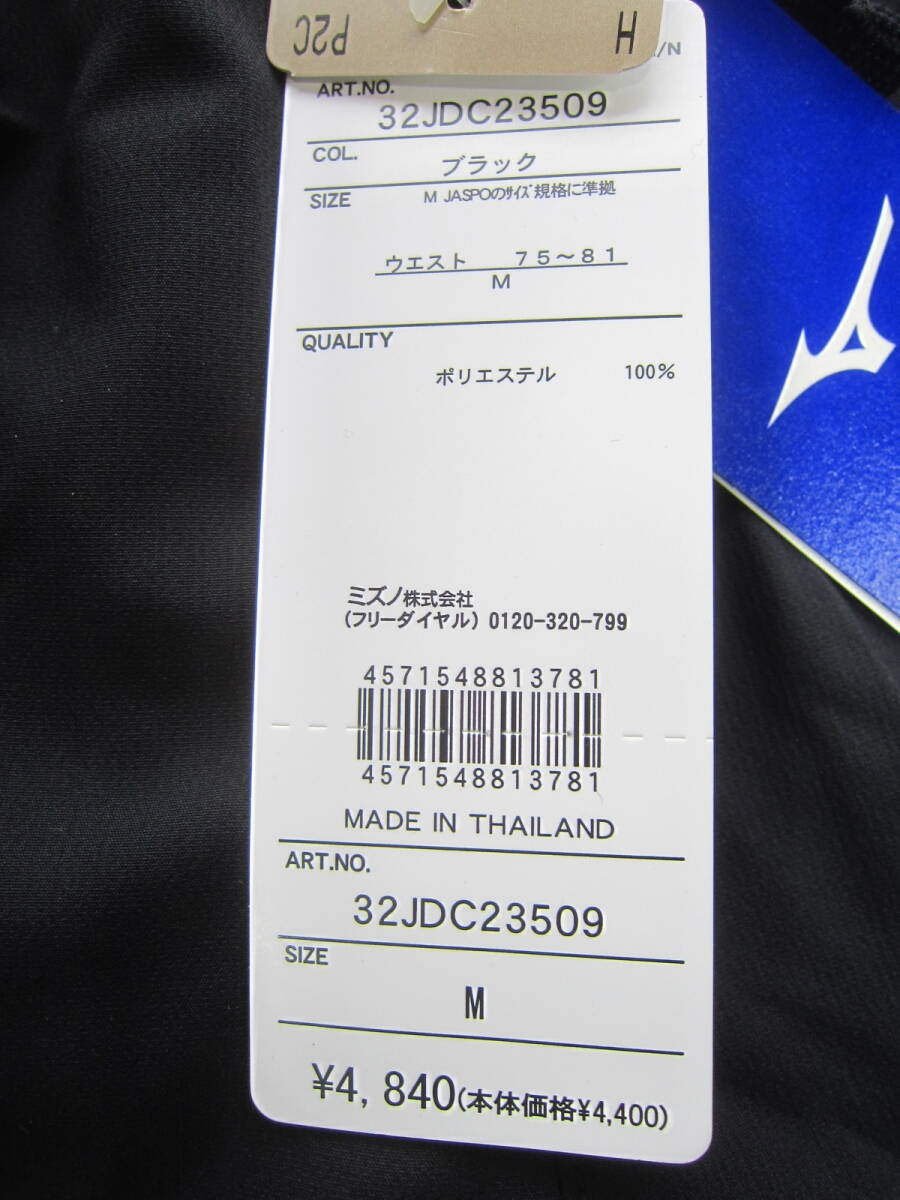 P2C H
/N
ART.NO.
32JDC23509
COL.
ブラック
SIZE
M JASPOのｻｲｽﾞ規格に準拠
ウエスト 75～81
M
QUALITY
ポリエステル 100%
ミズノ株式会社
(フリーダイヤル) 0120-320-799
4571548813781
4571548813781
MADE IN THAILAND
ART.NO.
32JDC23509
SIZE
M
¥4,840(本体価格¥4,400)